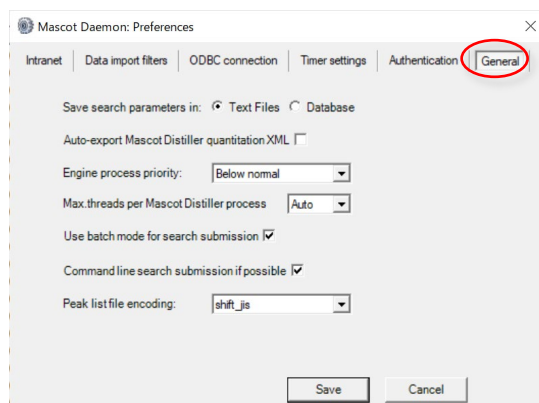 Mascot Daemon: Preferences
Intranet Data import filters ODBC connection Timer settings Authentication General
Save search parameters in: Text Files Database
Auto-export Mascot Distiller quantitation XML
Engine process priority: Below normal
Max.threads per Mascot Distiller process Auto
Use batch mode for search submission
Command line search submission if possible
Peak list file encoding: shift_jis
Save Cancel